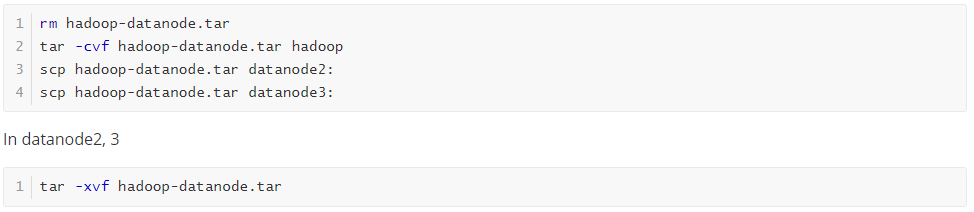 1 rm hadoop-datanode.tar
2 tar -cvf hadoop-datanode.tar hadoop
3 scp hadoop-datanode.tar datanode2:
4 scp hadoop-datanode.tar datanode3:
In datanode2, 3
1 tar -xvf hadoop-datanode.tar